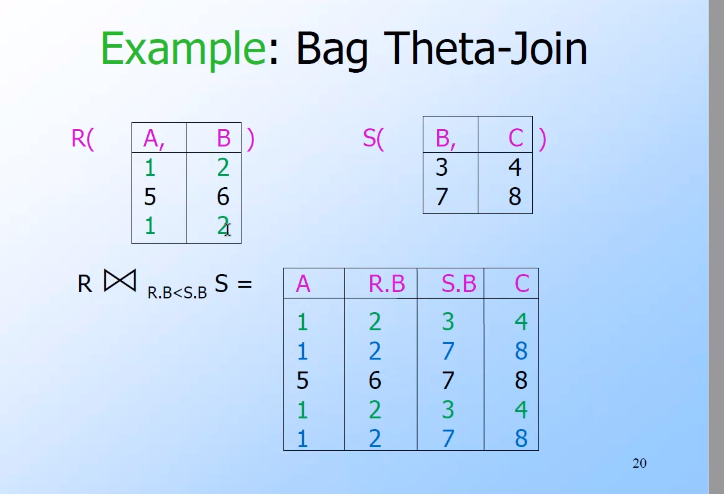 Example: Bag Theta-Join
R( A, B )
1 2
5 6
1 2
S( B, C )
3 4
7 8
R ⋈ R.B<S.B S =
A R.B S.B C
1 2 3 4
1 2 7 8
5 6 7 8
1 2 3 4
1 2 7 8
20